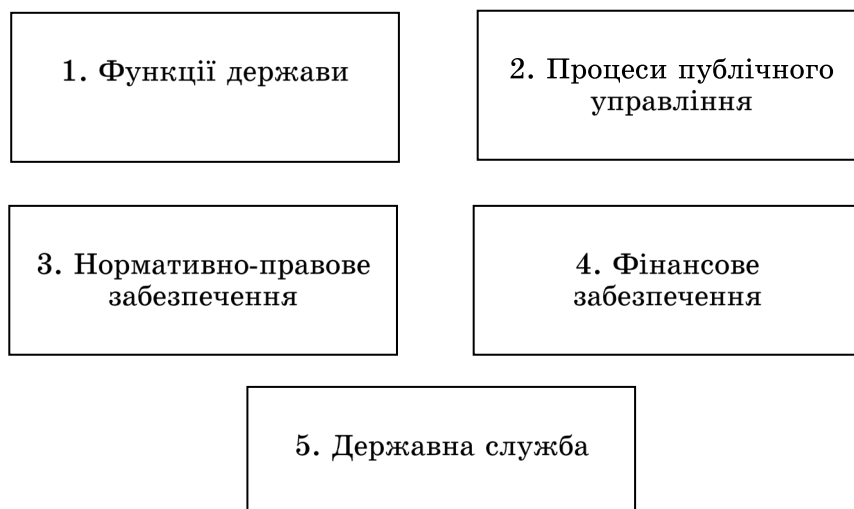 1. Функції держави
2. Процеси публічного
управління
3. Нормативно-правове
забезпечення
4. Фінансове
забезпечення
5. Державна служба